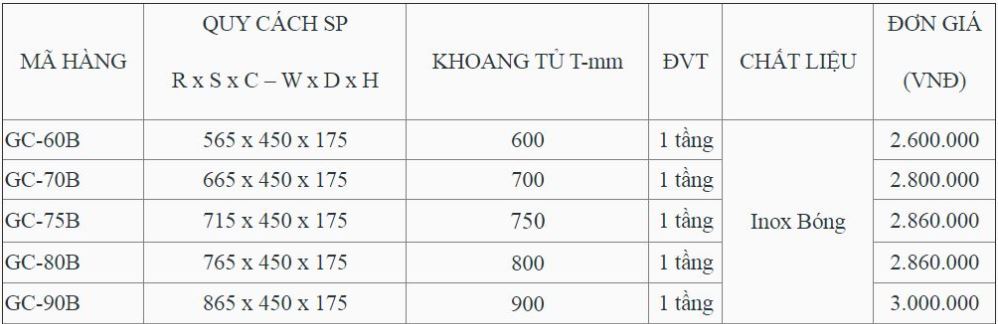 MÃ HÀNG QUY CÁCH SP R x S x C – W x D x H KHOANG TỦ T-mm ĐVT CHẤT LIỆU ĐƠN GIÁ (VNĐ)
GC-60B 565 x 450 x 175 600 1 tầng 2.600.000
GC-70B 665 x 450 x 175 700 1 tầng 2.800.000
GC-75B 715 x 450 x 175 750 1 tầng Inox Bóng 2.860.000
GC-80B 765 x 450 x 175 800 1 tầng 2.860.000
GC-90B 865 x 450 x 175 900 1 tầng 3.000.000